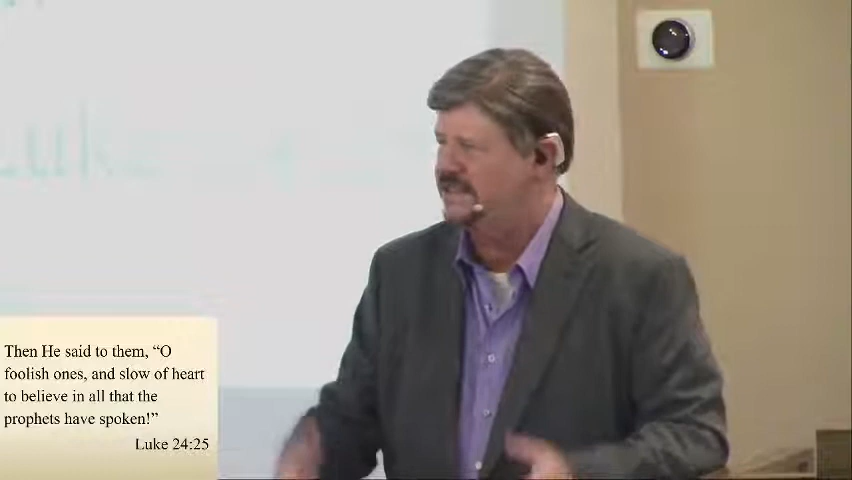 Luke
Then He said to them, “O
foolish ones, and slow of heart
to believe in all that the
prophets have spoken!”
Luke 24:25